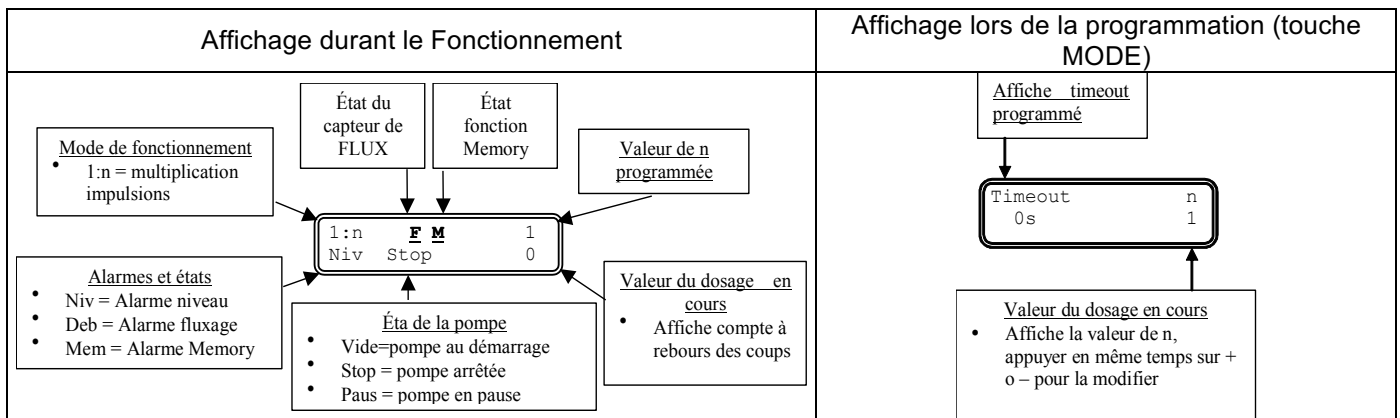 Affichage durant le Fonctionnement
Affichage lors de la programmation (touche
MODE)
État du
capteur de
FLUX
État
fonction
Memory
Mode de fonctionnement
• 1:n = multiplication
impulsions
Valeur de n
programmée
1:n F M 1
Niv Stop 0
Alarmes et états
• Niv = Alarme niveau
• Deb = Alarme fluxage
• Mem = Alarme Memory
Éta de la pompe
• Vide=pompe au démarrage
• Stop = pompe arrêtée
• Paus = pompe en pause
Valeur du dosage en
cours
• Affiche compte à
rebours des coups
Affiche timeout
programmé
Timeout n
0s 1
Valeur du dosage en cours
• Affiche la valeur de n,
appuyer en même temps sur +
o – pour la modifier